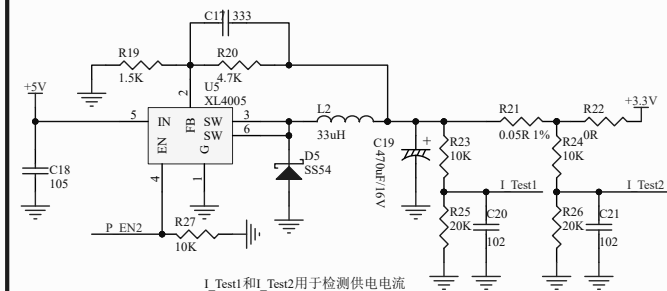 C17 333
R19
1.5K
R20
4.7K
+5V
2
U5
XL4005
5
IN
FB
SW
3
SW
6
EN
G
4
1
L2
33uH
C18
105
D5
SS54
C19
470uF/16V
+
R21
0.05R 1%
R22
0R
+3.3V
R23
10K
R24
10K
I_Test1
I_Test2
R25
20K
C20
102
R26
20K
C21
102
P_EN2
R27
10K
I_Test1和I_Test2用于检测供电电流